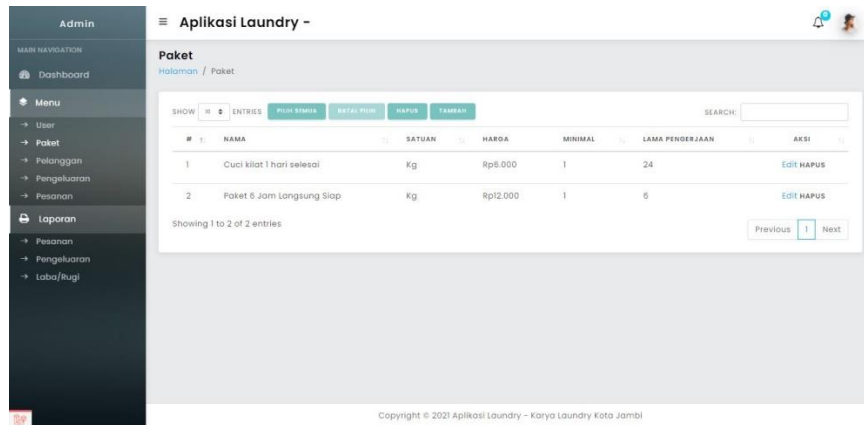 Admin
MAIN NAVIGATION
Dashboard
Menu
→ User
→ Paket
→ Pelanggan
→ Pengeluaran
→ Pesanan
Laporan
→ Pesanan
→ Pengeluaran
→ Laba/Rugi
≡ Aplikasi Laundry -
Paket
Halaman / Paket
SHOW 10 ENTRIES PILIH SEMUA BATAL PILIH HAPUS TAMBAH SEARCH:
# NAMA SATUAN HARGA MINIMAL LAMA PENGERJAAN AKSI
1 Cuci kilat 1 hari selesai Kg Rp6.000 1 24 Edit HAPUS
2 Paket 6 Jam Langsung Siap Kg Rp12.000 1 6 Edit HAPUS
Showing 1 to 2 of 2 entries
Previous 1 Next
Copyright © 2021 Aplikasi Laundry - Karya Laundry Kota Jambi